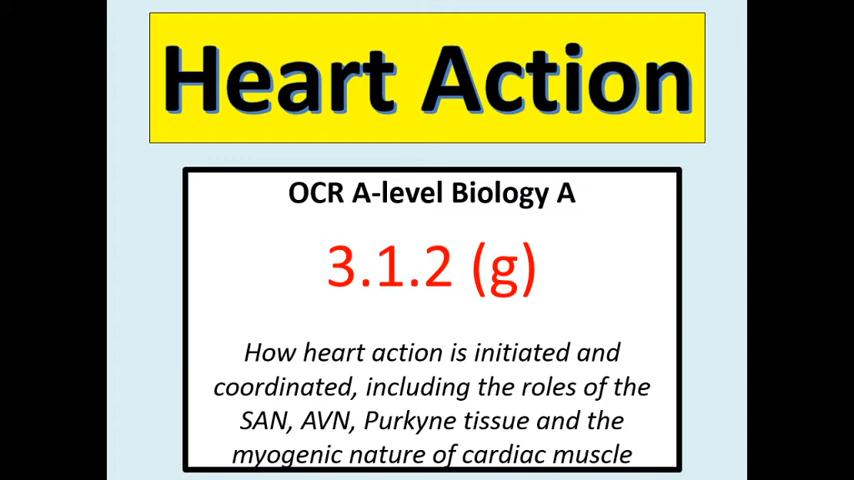 Heart Action
OCR A-level Biology A
3.1.2 (g)
How heart action is initiated and
coordinated, including the roles of the
SAN, AVN, Purkyne tissue and the
myogenic nature of cardiac muscle